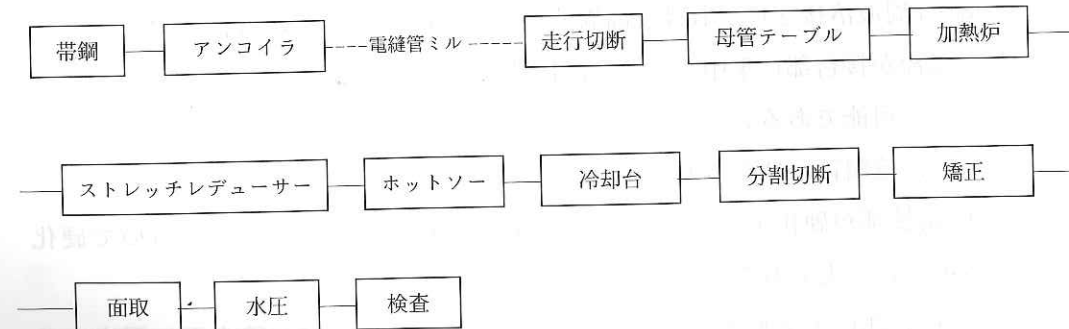 帯鋼 アンコイラ 電縫管ミル 走行切断 母管テーブル 加熱炉
ストレッチレデューサー ホットソー 冷却台 分割切断 矯正
面取 水圧 検査